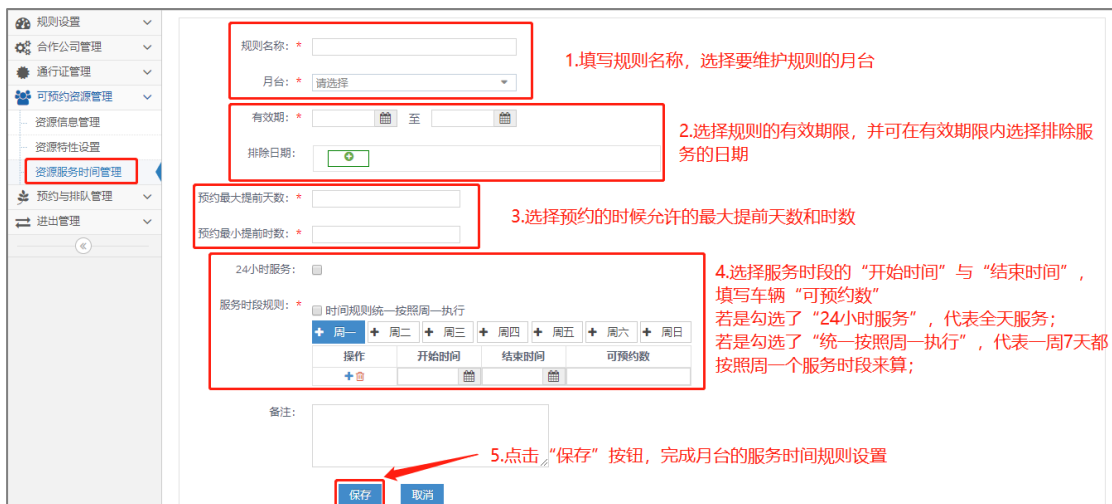 规则设置
合作公司管理
通行证管理
可预约资源管理
资源信息管理
资源特性设置
资源服务时间管理
预约与排队管理
进出管理
规则名称： *
1.填写规则名称，选择要维护规则的月台
月台： * 请选择
有效期： * 至
2.选择规则的有效期限，并可在有效期限内选择排除服
务的日期
排除日期：
预约最大提前天数： *
3.选择预约的时候允许的最大提前天数和时数
预约最小提前时数： *
24小时服务：
4.选择服务时段的“开始时间”与“结束时间”，
填写车辆“可预约数”
若是勾选了“24小时服务”，代表全天服务；
若是勾选了“统一按照周一执行”，代表一周7天都
按照周一个服务时段来算；
服务时段规则： * 时间规则统一按照周一执行
周一 周二 周三 周四 周五 周六 周日
操作 开始时间 结束时间 可预约数
备注：
5.点击“保存”按钮，完成月台的服务时间规则设置
保存 取消